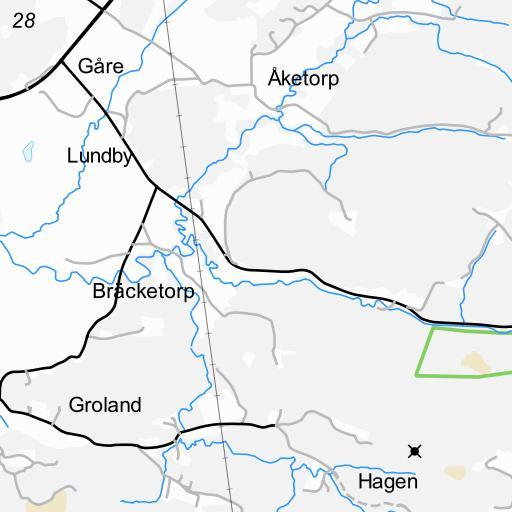 28
Gåre
Åketorp
Lundby
Bräcketorp
Groland
Hagen